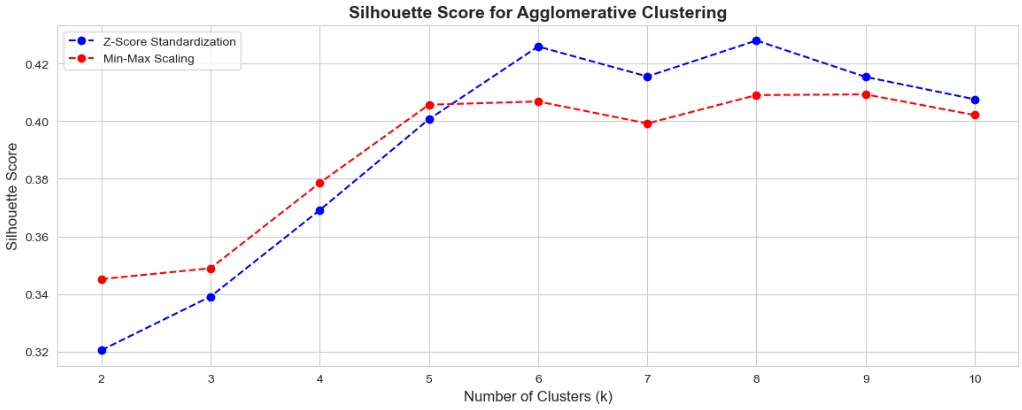 Silhouette Score for Agglomerative Clustering
Z-Score Standardization
Min-Max Scaling
Silhouette Score
0.42
0.40
0.38
0.36
0.34
0.32
2 3 4 5 6 7 8 9 10
Number of Clusters (k)